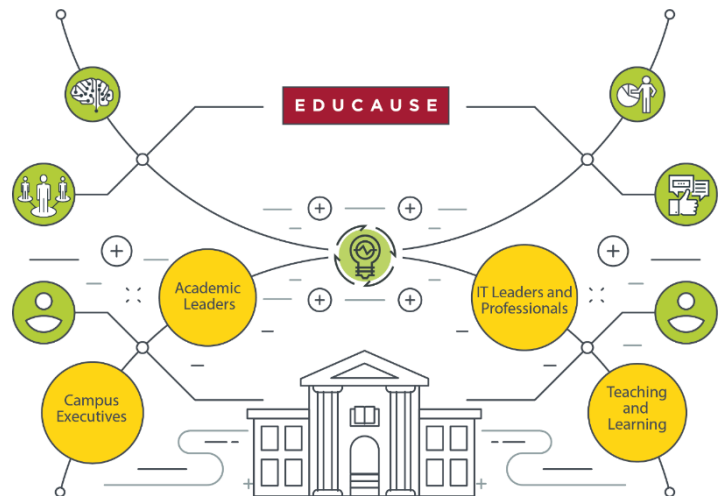 EDUCAUSE
Academic
Leaders
IT Leaders and
Professionals
Campus
Executives
Teaching
and
Learning